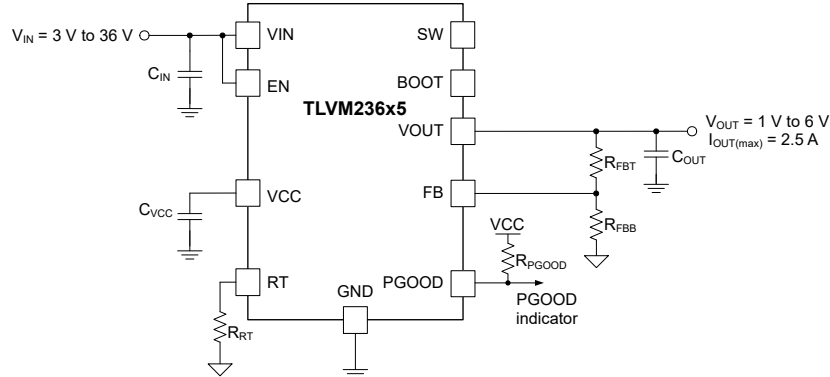 V_IN = 3 V to 36 V
VIN
SW
C_IN
EN
BOOT
TLVM236x5
VOUT
V_OUT = 1 V to 6 V
I_OUT(max) = 2.5 A
R_FBT
C_OUT
C_VCC
VCC
FB
R_FBB
VCC
R_PGOOD
RT
GND
PGOOD
PGOOD
indicator
R_RT